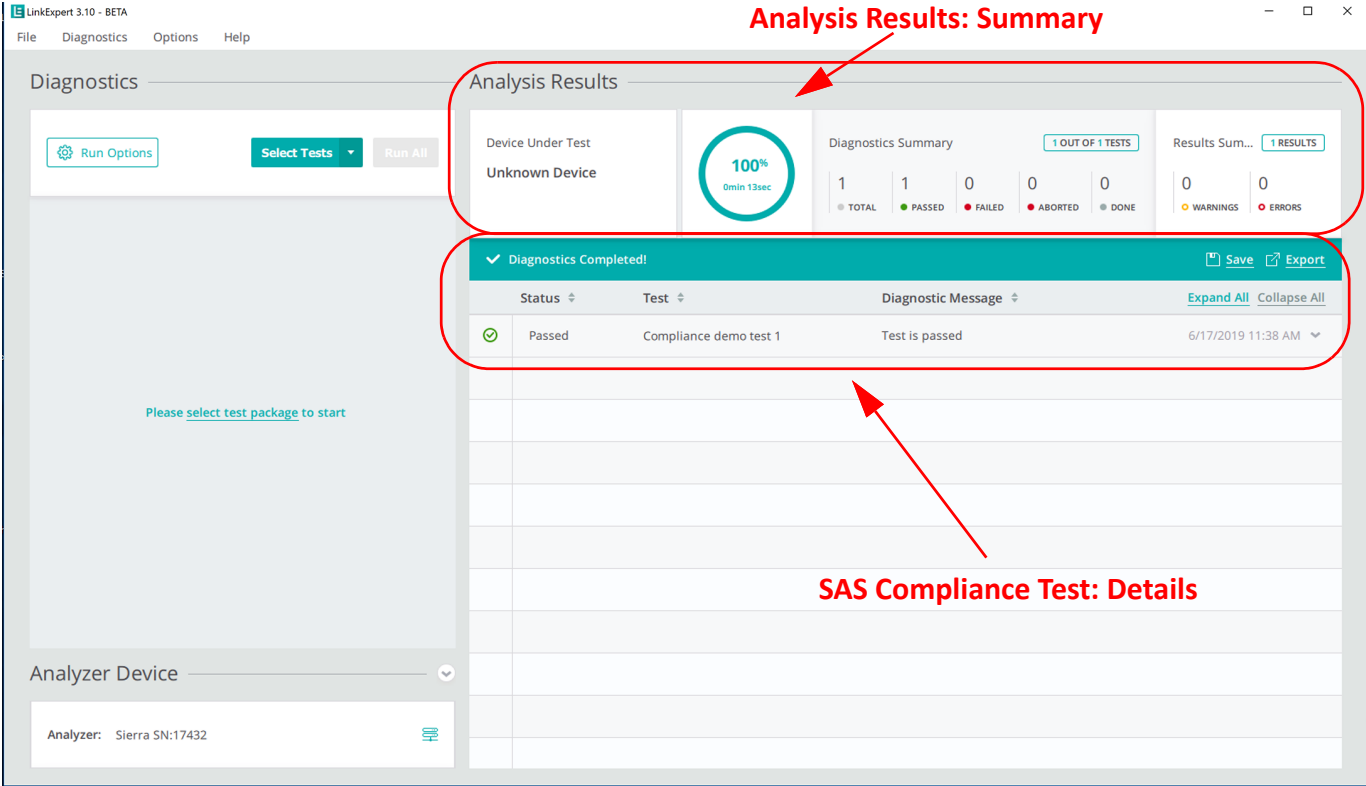 LinkExpert 3.10 - BETA
Analysis Results: Summary
File Diagnostics Options Help
Diagnostics
Run Options
Select Tests
Run All
Please select test package to start
Analyzer Device
Analyzer: Sierra SN:17432
Analysis Results
Device Under Test
Unknown Device
100%
0min 13sec
Diagnostics Summary
1 OUT OF 1 TESTS
1 1 0 0 0
TOTAL PASSED FAILED ABORTED DONE
Results Sum...
1 RESULTS
0 0
WARNINGS ERRORS
Diagnostics Completed!
Save Export
Status Test Diagnostic Message Expand All Collapse All
Passed Compliance demo test 1 Test is passed 6/17/2019 11:38 AM
SAS Compliance Test: Details